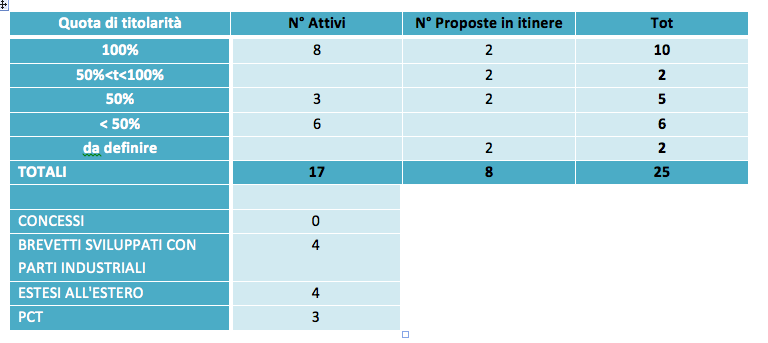 Quota di titolarità N° Attivi N° Proposte in itinere Tot
100% 8 2 10
50%<t<100% 2 2
50% 3 2 5
< 50% 6 6
da definire 2 2
TOTALI 17 8 25
CONCESSI 0
BREVETTI SVILUPPATI CON 4
PARTI INDUSTRIALI
ESTESI ALL'ESTERO 4
PCT 3